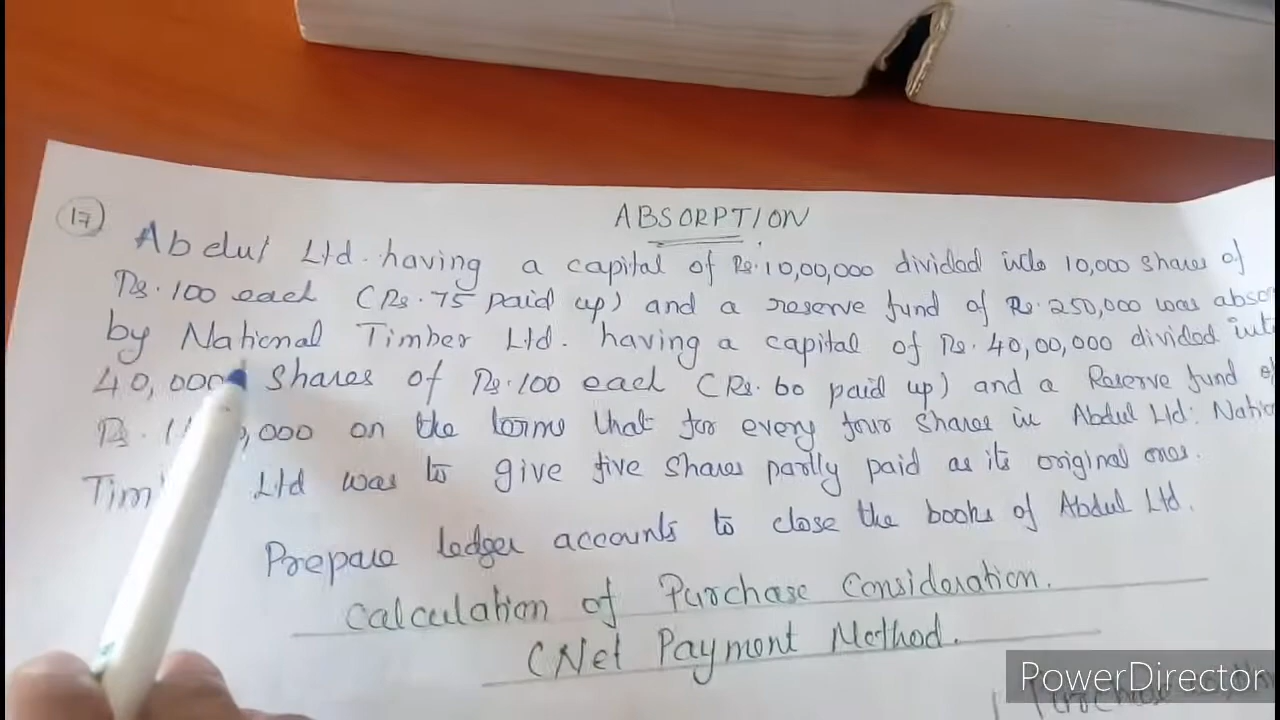 17
ABSORPTION
Abdul Ltd. having a capital of Rs. 10,00,000 divided into 10,000 shares of
Rs. 100 each (Rs. 75 paid up) and a reserve fund of Rs. 250,000 was
by National Timber Ltd. having a capital of Rs. 40,00,000 divided into
40,000 shares of Rs. 100 each (Rs. 60 paid up) and a Reserve fund
Rs. on the terms that for every four shares in Abdul Ltd:
Ltd was to give five shares partly paid as its original ones.
Prepare ledger accounts to close the books of Abdul Ltd.
Calculation of Purchase Consideration.
(Net Payment Method.
PowerDirector